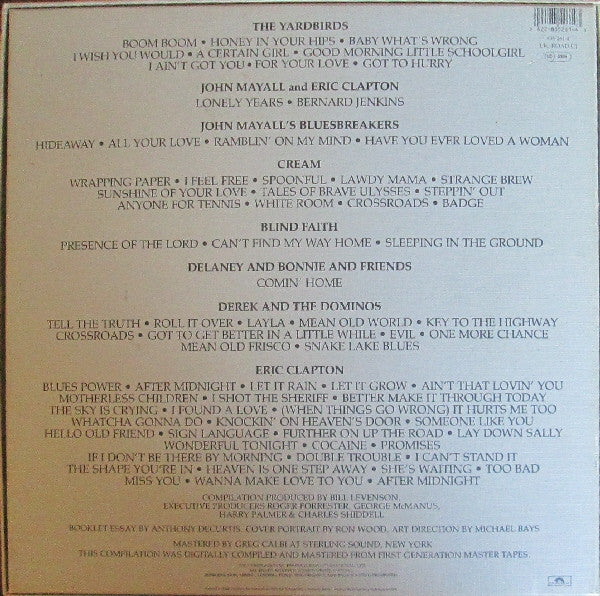 THE YARDBIRDS
BOOM BOOM • HONEY IN YOUR HIPS • BABY WHAT'S WRONG
I WISH YOU WOULD • A CERTAIN GIRL • GOOD MORNING LITTLE SCHOOLGIRL
I AIN'T GOT YOU • FOR YOUR LOVE • GOT TO HURRY
JOHN MAYALL and ERIC CLAPTON
LONELY YEARS • BERNARD JENKINS
JOHN MAYALL'S BLUESBREAKERS
HIDEAWAY • ALL YOUR LOVE • RAMBLIN' ON MY MIND • HAVE YOU EVER LOVED A WOMAN
CREAM
WRAPPING PAPER • I FEEL FREE • SPOONFUL • LAWDY MAMA • STRANGE BREW
SUNSHINE OF YOUR LOVE • TALES OF BRAVE ULYSSES • STEPPIN' OUT
ANYONE FOR TENNIS • WHITE ROOM • CROSSROADS • BADGE
BLIND FAITH
PRESENCE OF THE LORD • CAN'T FIND MY WAY HOME • SLEEPING IN THE GROUND
DELANEY AND BONNIE AND FRIENDS
COMIN' HOME
DEREK AND THE DOMINOS
TELL THE TRUTH • ROLL IT OVER • LAYLA • MEAN OLD WORLD • KEY TO THE HIGHWAY
CROSSROADS • GOT TO GET BETTER IN A LITTLE WHILE • EVIL • ONE MORE CHANCE
MEAN OLD FRISCO • SNAKE LAKE BLUES
ERIC CLAPTON
BLUES POWER • AFTER MIDNIGHT • LET IT RAIN • LET IT GROW • AIN'T THAT LOVIN' YOU
MOTHERLESS CHILDREN • I SHOT THE SHERIFF • BETTER MAKE IT THROUGH TODAY
THE SKY IS CRYING • I FOUND A LOVE • (WHEN THINGS GO WRONG) IT HURTS ME TOO
WHATCHA GONNA DO • KNOCKIN' ON HEAVEN'S DOOR • SOMEONE LIKE YOU
HELLO OLD FRIEND • SIGN LANGUAGE • FURTHER ON UP THE ROAD • LAY DOWN SALLY
WONDERFUL TONIGHT • COCAINE • PROMISES
IF I DON'T BE THERE BY MORNING • DOUBLE TROUBLE • I CAN'T STAND IT
THE SHAPE YOU'RE IN • HEAVEN IS ONE STEP AWAY • SHE'S WAITING • TOO BAD
MISS YOU • WANNA MAKE LOVE TO YOU • AFTER MIDNIGHT
COMPILATION PRODUCED BY BILL LEVENSON,
EXECUTIVE PRODUCERS ROGER FORRESTER, GEORGE McMANUS,
HARRY PALMER & CHARLES SHIDDELL
BOOKLET ESSAY BY ANTHONY DECURTIS. COVER PORTRAIT BY RON WOOD. ART DIRECTION BY MICHAEL BAYS
MASTERED BY GREG CALBI AT STERLING SOUND, NEW YORK
THIS COMPILATION WAS DIGITALLY COMPILED AND MASTERED FROM FIRST GENERATION MASTER TAPES.